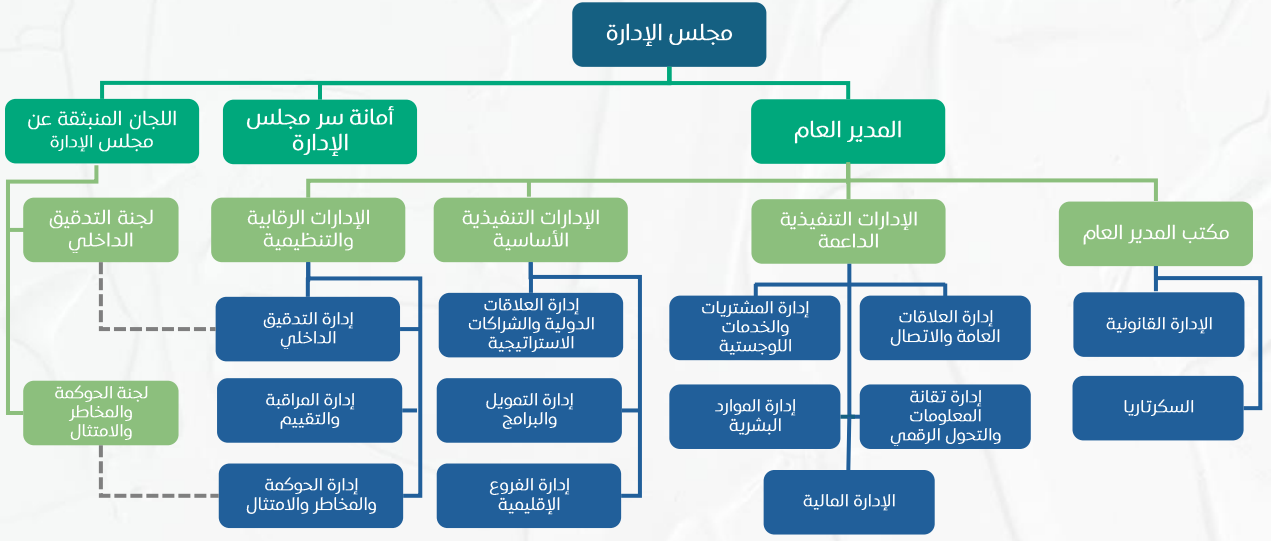 مجلس الإدارة
المدير العام
أمانة سر مجلس
الإدارة
اللجان المنبثقة عن
مجلس الإدارة
مكتب المدير العام
الإدارات التنفيذية
الداعمة
الإدارات التنفيذية
الأساسية
الإدارات الرقابية
والتنظيمية
لجنة التدقيق
الداخلي
الإدارة القانونية
إدارة العلاقات
العامة والاتصال
إدارة المشتريات
والخدمات
اللوجستية
إدارة العلاقات
الدولية والشراكات
الاستراتيجية
إدارة التدقيق
الداخلي
السكرتاريا
إدارة تقانة
المعلومات
والتحول الرقمي
إدارة الموارد
البشرية
إدارة التمويل
والبرامج
إدارة المراقبة
والتقييم
لجنة الحوكمة
والمخاطر
والامتثال
الإدارة المالية
إدارة الفروع
الإقليمية
إدارة الحوكمة
والمخاطر والامتثال